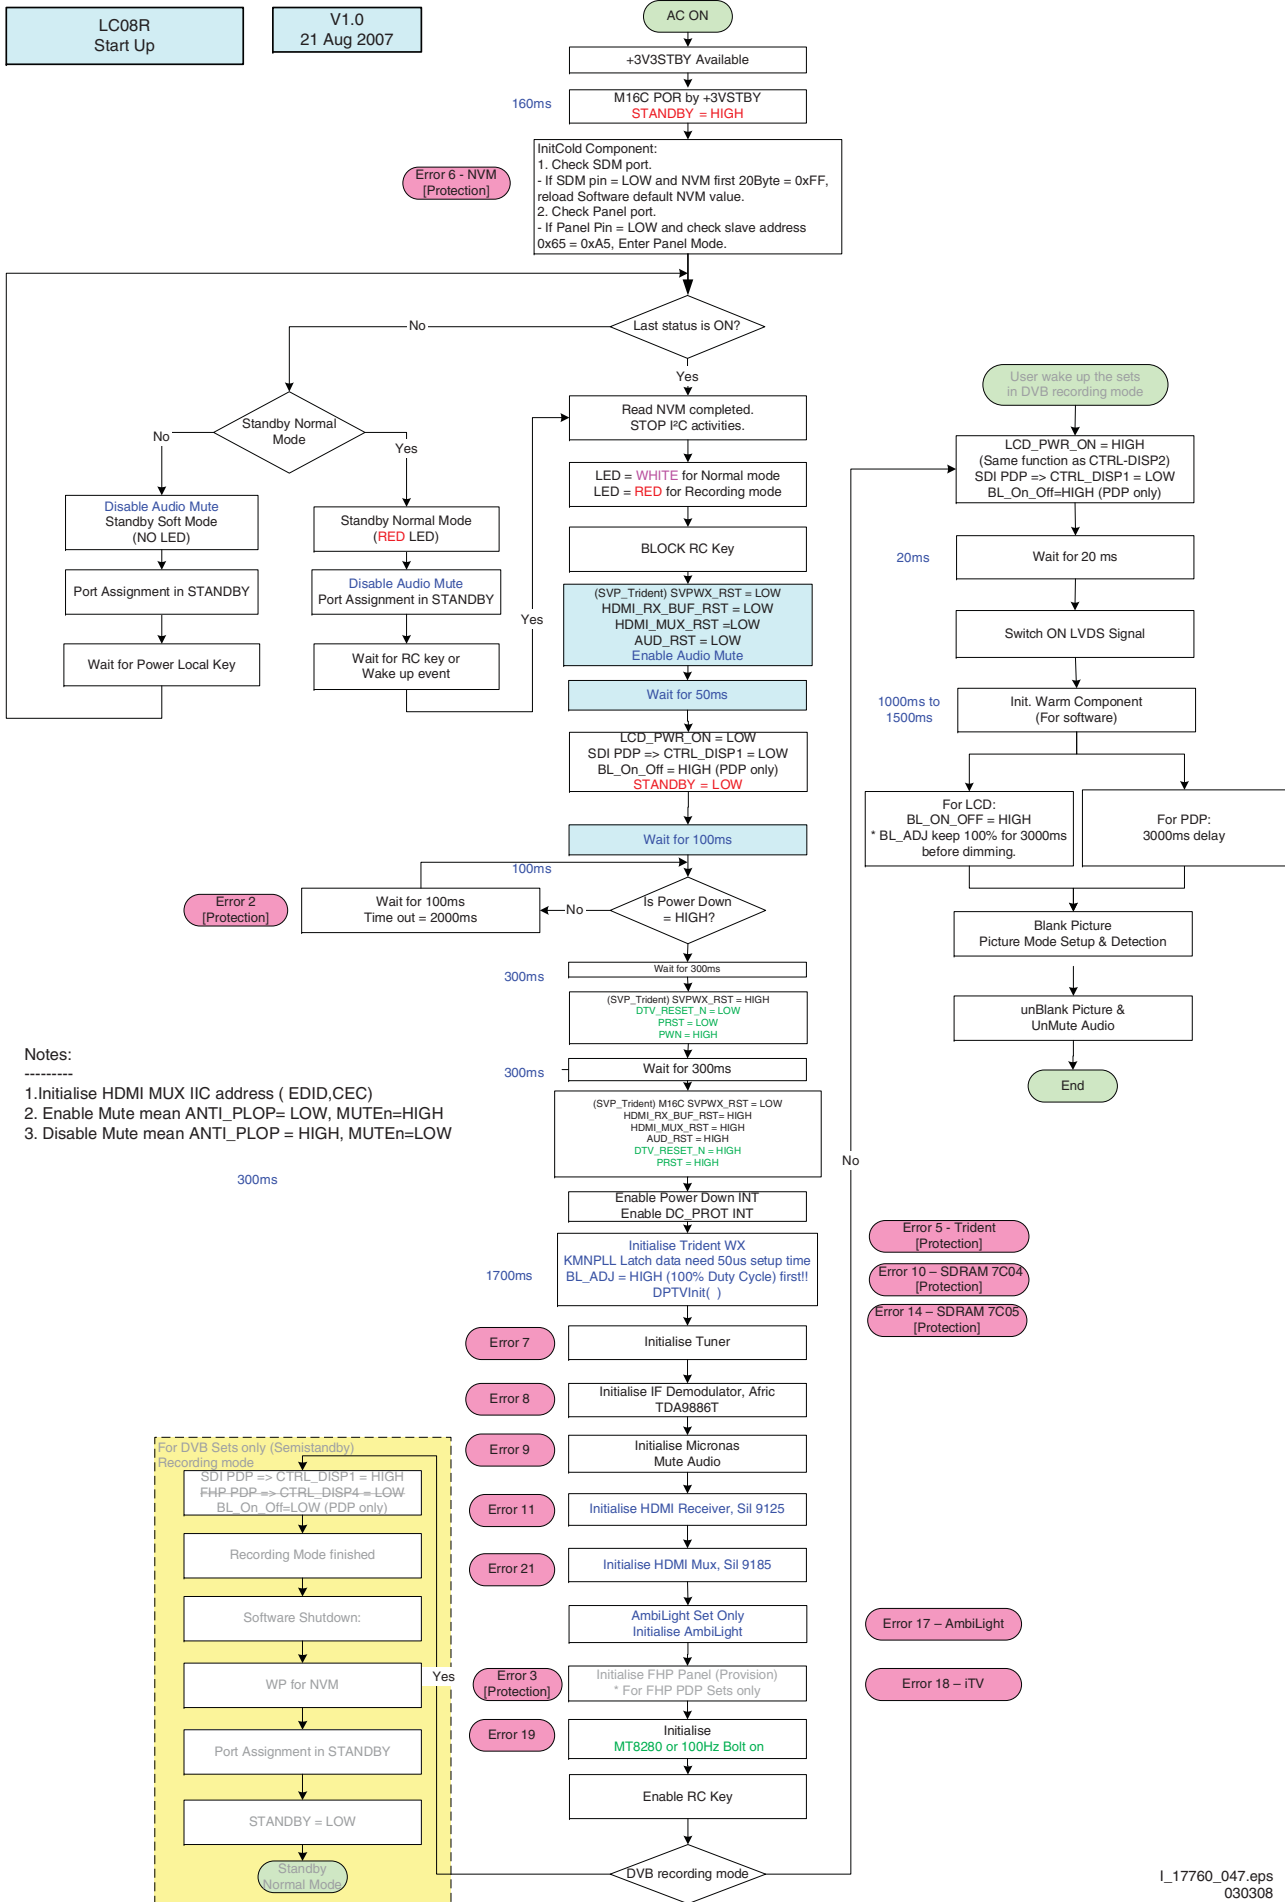 LC08R
Start Up
V1.0
21 Aug 2007
AC ON
+3V3STBY Available
160ms
M16C POR by +3VSTBY
STANDBY = HIGH
Error 6 - NVM
[Protection]
InitCold Component:
1. Check SDM port.
- If SDM pin = LOW and NVM first 20Byte = 0xFF,
reload Software default NVM value.
2. Check Panel port.
- If Panel Pin = LOW and check slave address
0x65 = 0xA5, Enter Panel Mode.
Last status is ON?
No
Yes
Standby Normal
Mode
No
Yes
Disable Audio Mute
Standby Soft Mode
(NO LED)
Port Assignment in STANDBY
Wait for Power Local Key
Standby Normal Mode
(RED LED)
Disable Audio Mute
Port Assignment in STANDBY
Wait for RC key or
Wake up event
Yes
Read NVM completed.
STOP I²C activities.
LED = WHITE for Normal mode
LED = RED for Recording mode
BLOCK RC Key
(SVP_Trident) SVPWX_RST = LOW
HDMI_RX_BUF_RST = LOW
HDMI_MUX_RST =LOW
AUD_RST = LOW
Enable Audio Mute
Wait for 50ms
LCD_PWR_ON = LOW
SDI PDP => CTRL_DISP1 = LOW
BL_On_Off = HIGH (PDP only)
STANDBY = LOW
Wait for 100ms
100ms
Error 2
[Protection]
Wait for 100ms
Time out = 2000ms
No
Is Power Down
= HIGH?
300ms
Wait for 300ms
(SVP_Trident) SVPWX_RST = HIGH
DTV_RESET_N = LOW
PRST = LOW
PWN = HIGH
300ms
Wait for 300ms
(SVP_Trident) M16C SVPWX_RST = LOW
HDMI_RX_BUF_RST= HIGH
HDMI_MUX_RST = HIGH
AUD_RST = HIGH
DTV_RESET_N = HIGH
PRST = HIGH
Notes:
---------
1.Initialise HDMI MUX IIC address ( EDID,CEC)
2. Enable Mute mean ANTI_PLOP= LOW, MUTEn=HIGH
3. Disable Mute mean ANTI_PLOP = HIGH, MUTEn=LOW
300ms
Enable Power Down INT
Enable DC_PROT INT
1700ms
Initialise Trident WX
KMNPLL Latch data need 50us setup time
BL_ADJ = HIGH (100% Duty Cycle) first!!
DPTVInit( )
Error 5 - Trident
[Protection]
Error 10 – SDRAM 7C04
[Protection]
Error 14 – SDRAM 7C05
[Protection]
Error 7
Initialise Tuner
Error 8
Initialise IF Demodulator, Afric
TDA9886T
Error 9
Initialise Micronas
Mute Audio
Error 11
Initialise HDMI Receiver, Sil 9125
Error 21
Initialise HDMI Mux, Sil 9185
AmbiLight Set Only
Initialise AmbiLight
Error 17 – AmbiLight
Error 3
[Protection]
Initialise FHP Panel (Provision)
* For FHP PDP Sets only
Error 18 – iTV
Error 19
Initialise
MT8280 or 100Hz Bolt on
Enable RC Key
DVB recording mode
Yes
No
For DVB Sets only (Semistandby)
Recording mode
SDI PDP => CTRL_DISP1 = HIGH
FHP PDP => CTRL_DISP4 = LOW
BL_On_Off=LOW (PDP only)
Recording Mode finished
Software Shutdown:
WP for NVM
Port Assignment in STANDBY
STANDBY = LOW
Standby
Normal Mode
User wake up the sets
in DVB recording mode
LCD_PWR_ON = HIGH
(Same function as CTRL-DISP2)
SDI PDP => CTRL_DISP1 = LOW
BL_On_Off=HIGH (PDP only)
20ms
Wait for 20 ms
Switch ON LVDS Signal
1000ms to
1500ms
Init. Warm Component
(For software)
For LCD:
BL_ON_OFF = HIGH
* BL_ADJ keep 100% for 3000ms
before dimming.
For PDP:
3000ms delay
Blank Picture
Picture Mode Setup & Detection
unBlank Picture &
UnMute Audio
End
I_17760_047.eps
030308